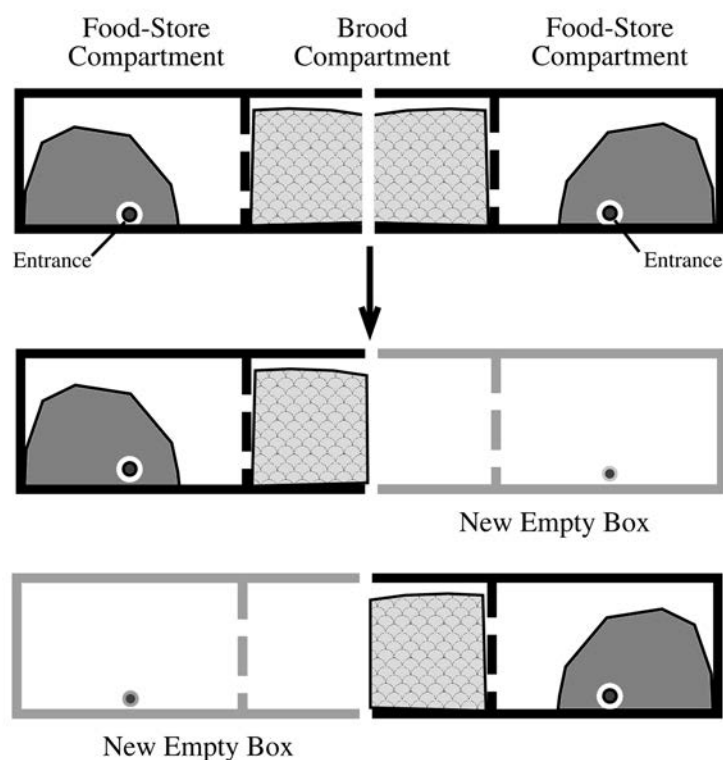 Food-Store
Compartment
Brood
Compartment
Food-Store
Compartment
Entrance
Entrance
New Empty Box
New Empty Box